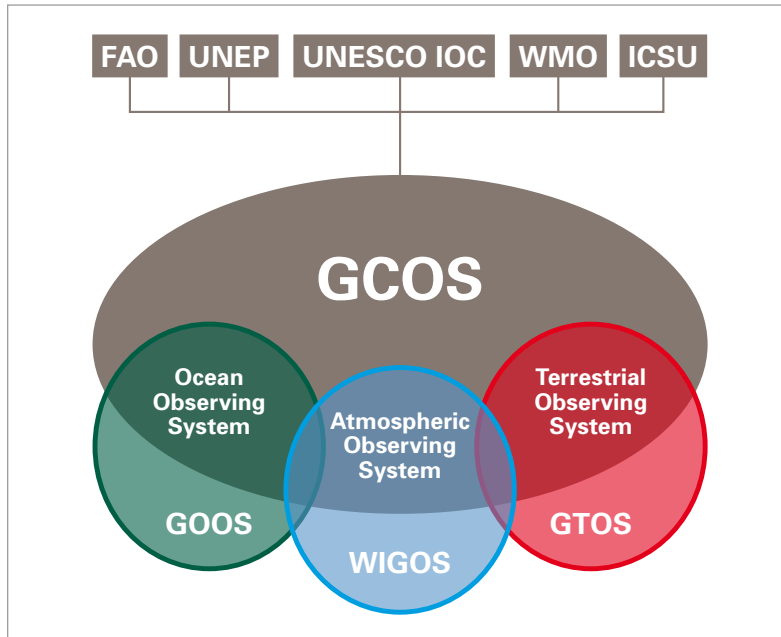 FAO UNEP UNESCO IOC WMO ICSU
GCOS
Ocean
Observing
System
Atmospheric
Observing
System
Terrestrial
Observing
System
GOOS
WIGOS
GTOS